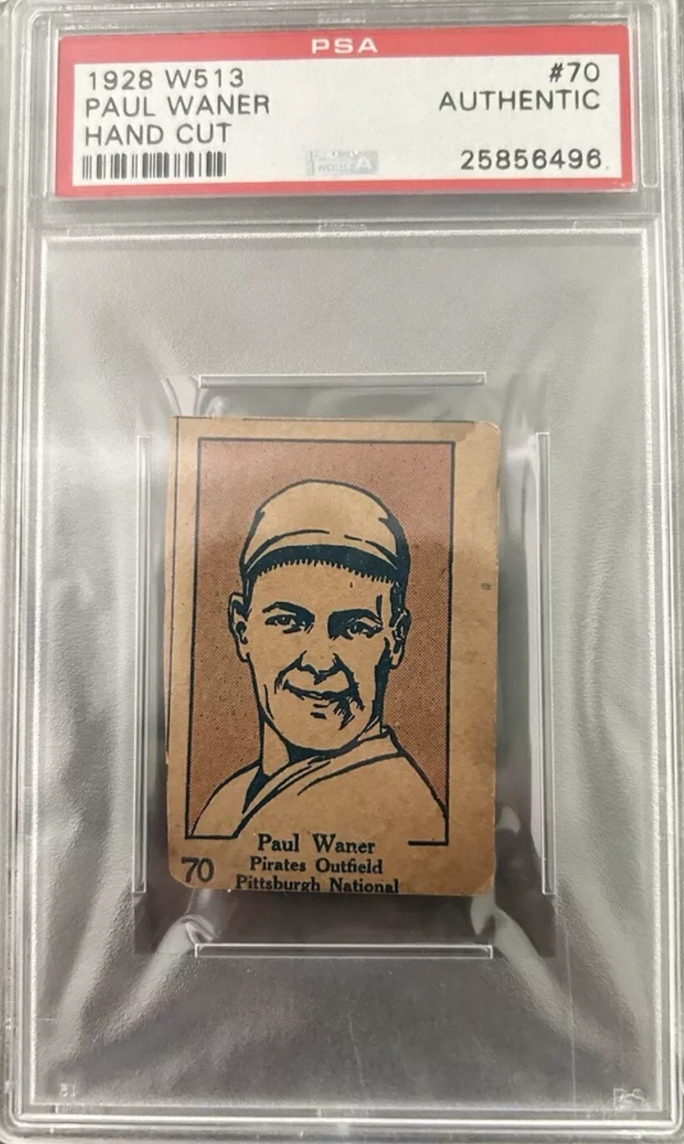 PSA
1928 W513 #70
PAUL WANER AUTHENTIC
HAND CUT
25856496
Paul Waner
70 Pirates Outfield
Pittsburgh National